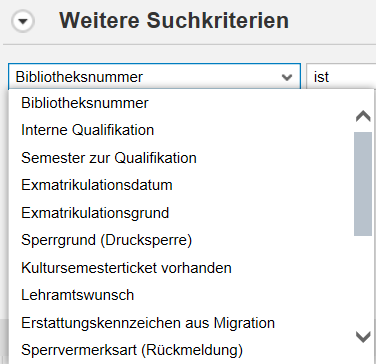 Weitere Suchkriterien
Bibliotheksnummer ist
Bibliotheksnummer
Interne Qualifikation
Semester zur Qualifikation
Exmatrikulationsdatum
Exmatrikulationsgrund
Sperrgrund (Drucksperre)
Kultursemesterticket vorhanden
Lehramtswunsch
Erstattungskennzeichen aus Migration
Sperrvermerksart (Rückmeldung)